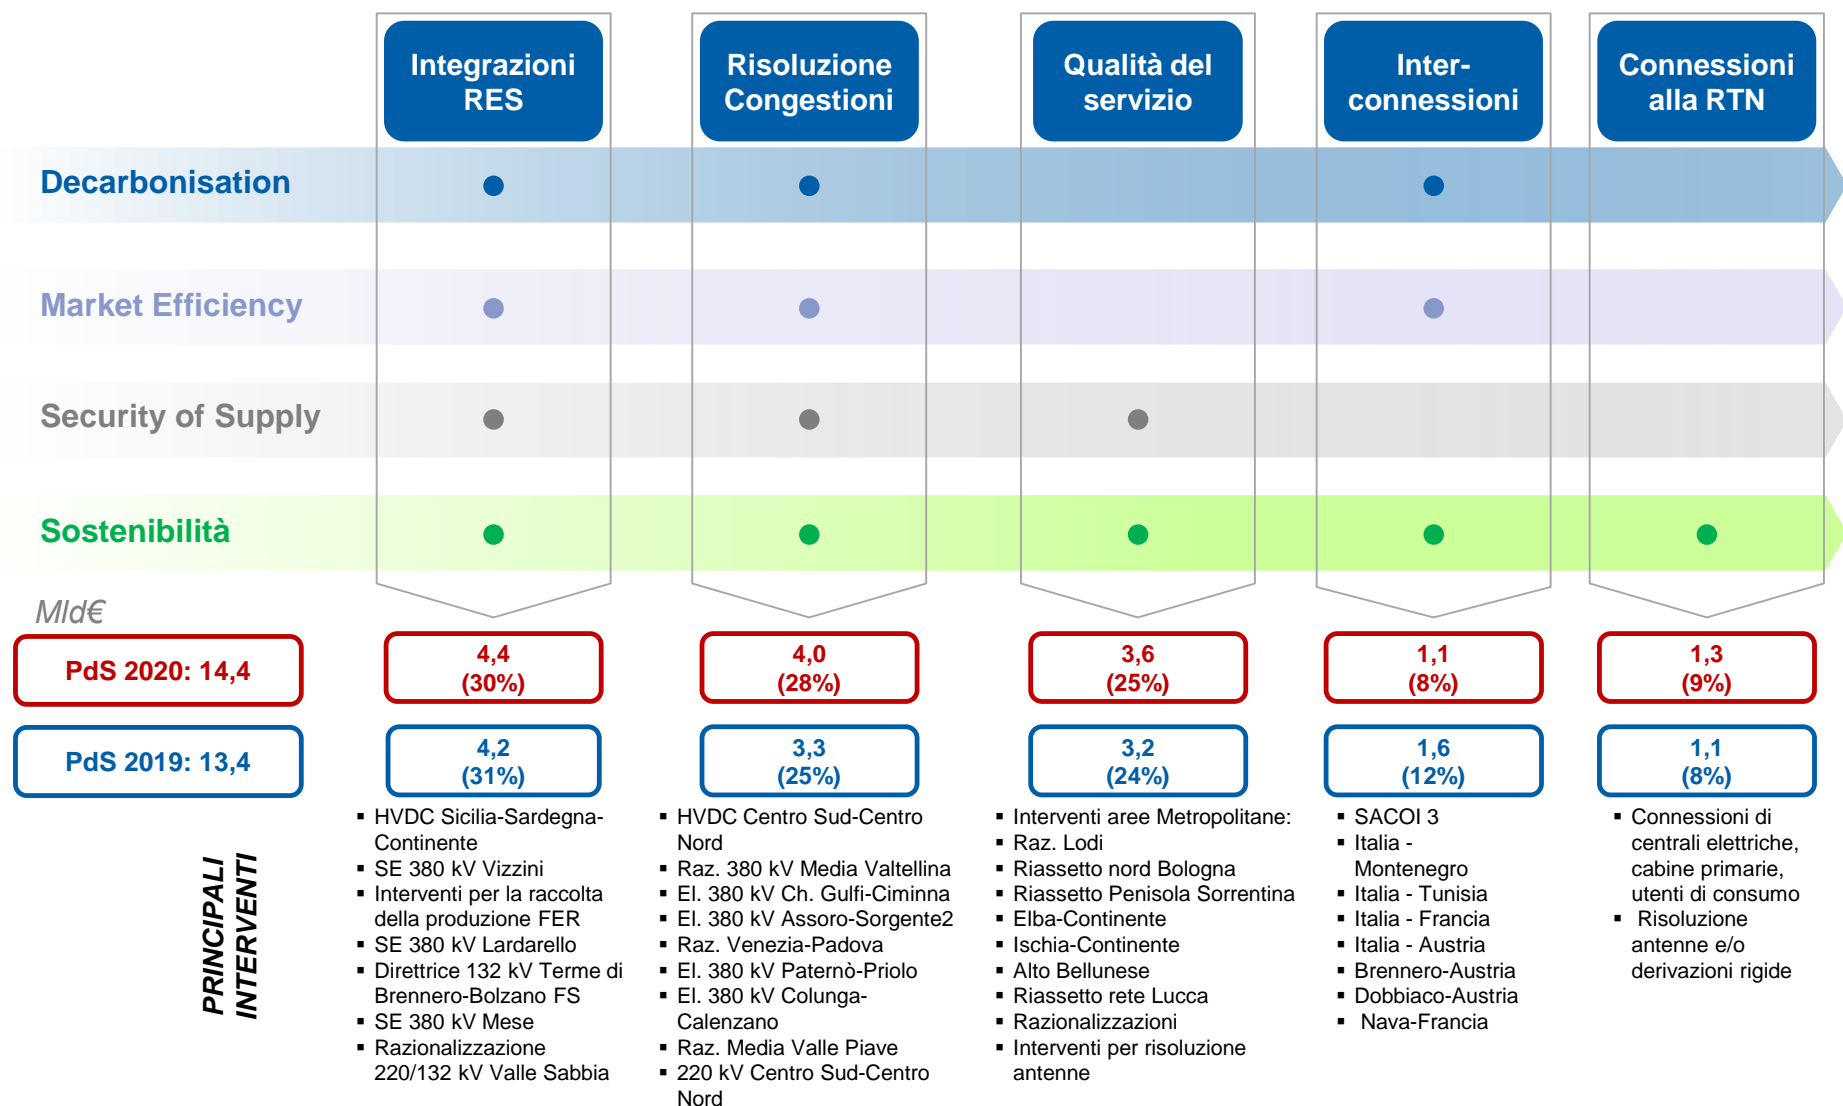 Integrazioni
RES
Risoluzione
Congestioni
Qualità del
servizio
Inter-
connessioni
Connessioni
alla RTN
Decarbonisation
Market Efficiency
Security of Supply
Sostenibilità
Mld€
PdS 2020: 14,4
4,4
(30%)
4,0
(28%)
3,6
(25%)
1,1
(8%)
1,3
(9%)
PdS 2019: 13,4
4,2
(31%)
3,3
(25%)
3,2
(24%)
1,6
(12%)
1,1
(8%)
PRINCIPALI
INTERVENTI
▪ HVDC Sicilia-Sardegna-
Continente
▪ SE 380 kV Vizzini
▪ Interventi per la raccolta
della produzione FER
▪ SE 380 kV Lardarello
▪ Direttrice 132 kV Terme di
Brennero-Bolzano FS
▪ SE 380 kV Mese
▪ Razionalizzazione
220/132 kV Valle Sabbia
▪ HVDC Centro Sud-Centro
Nord
▪ Raz. 380 kV Media Valtellina
▪ El. 380 kV Ch. Gulfi-Ciminna
▪ El. 380 kV Assoro-Sorgente2
▪ Raz. Venezia-Padova
▪ El. 380 kV Paternò-Priolo
▪ El. 380 kV Colunga-
Calenzano
▪ Raz. Media Valle Piave
▪ 220 kV Centro Sud-Centro
Nord
▪ Interventi aree Metropolitane:
▪ Raz. Lodi
▪ Riassetto nord Bologna
▪ Riassetto Penisola Sorrentina
▪ Elba-Continente
▪ Ischia-Continente
▪ Alto Bellunese
▪ Riassetto rete Lucca
▪ Razionalizzazioni
▪ Interventi per risoluzione
antenne
▪ SACOI 3
▪ Italia -
Montenegro
▪ Italia - Tunisia
▪ Italia - Francia
▪ Italia - Austria
▪ Brennero-Austria
▪ Dobbiaco-Austria
▪ Nava-Francia
▪ Connessioni di
centrali elettriche,
cabine primarie,
utenti di consumo
▪ Risoluzione
antenne e/o
derivazioni rigide